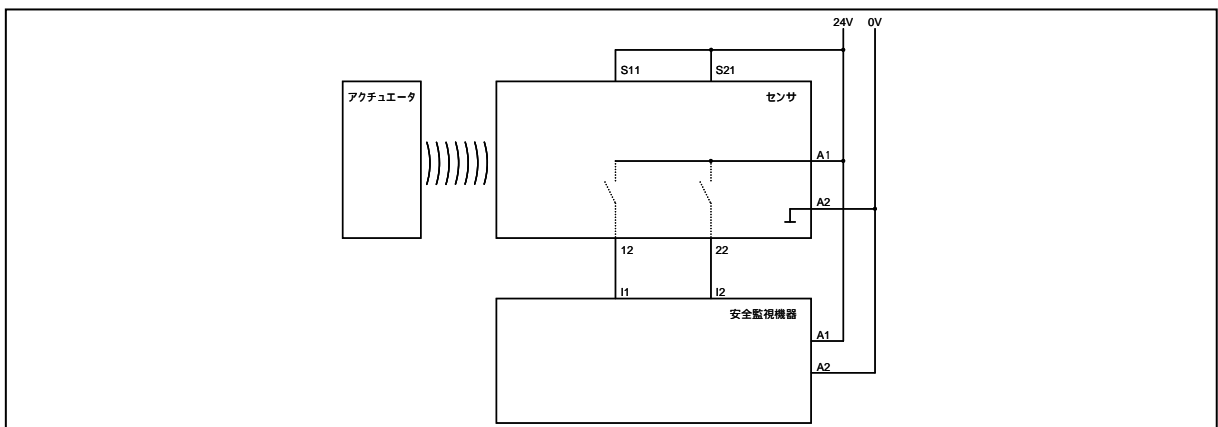 24V 0V
S11 S21
アクチュエータ センサ
A1
A2
12 22
I1 I2
安全監視機器
A1
A2